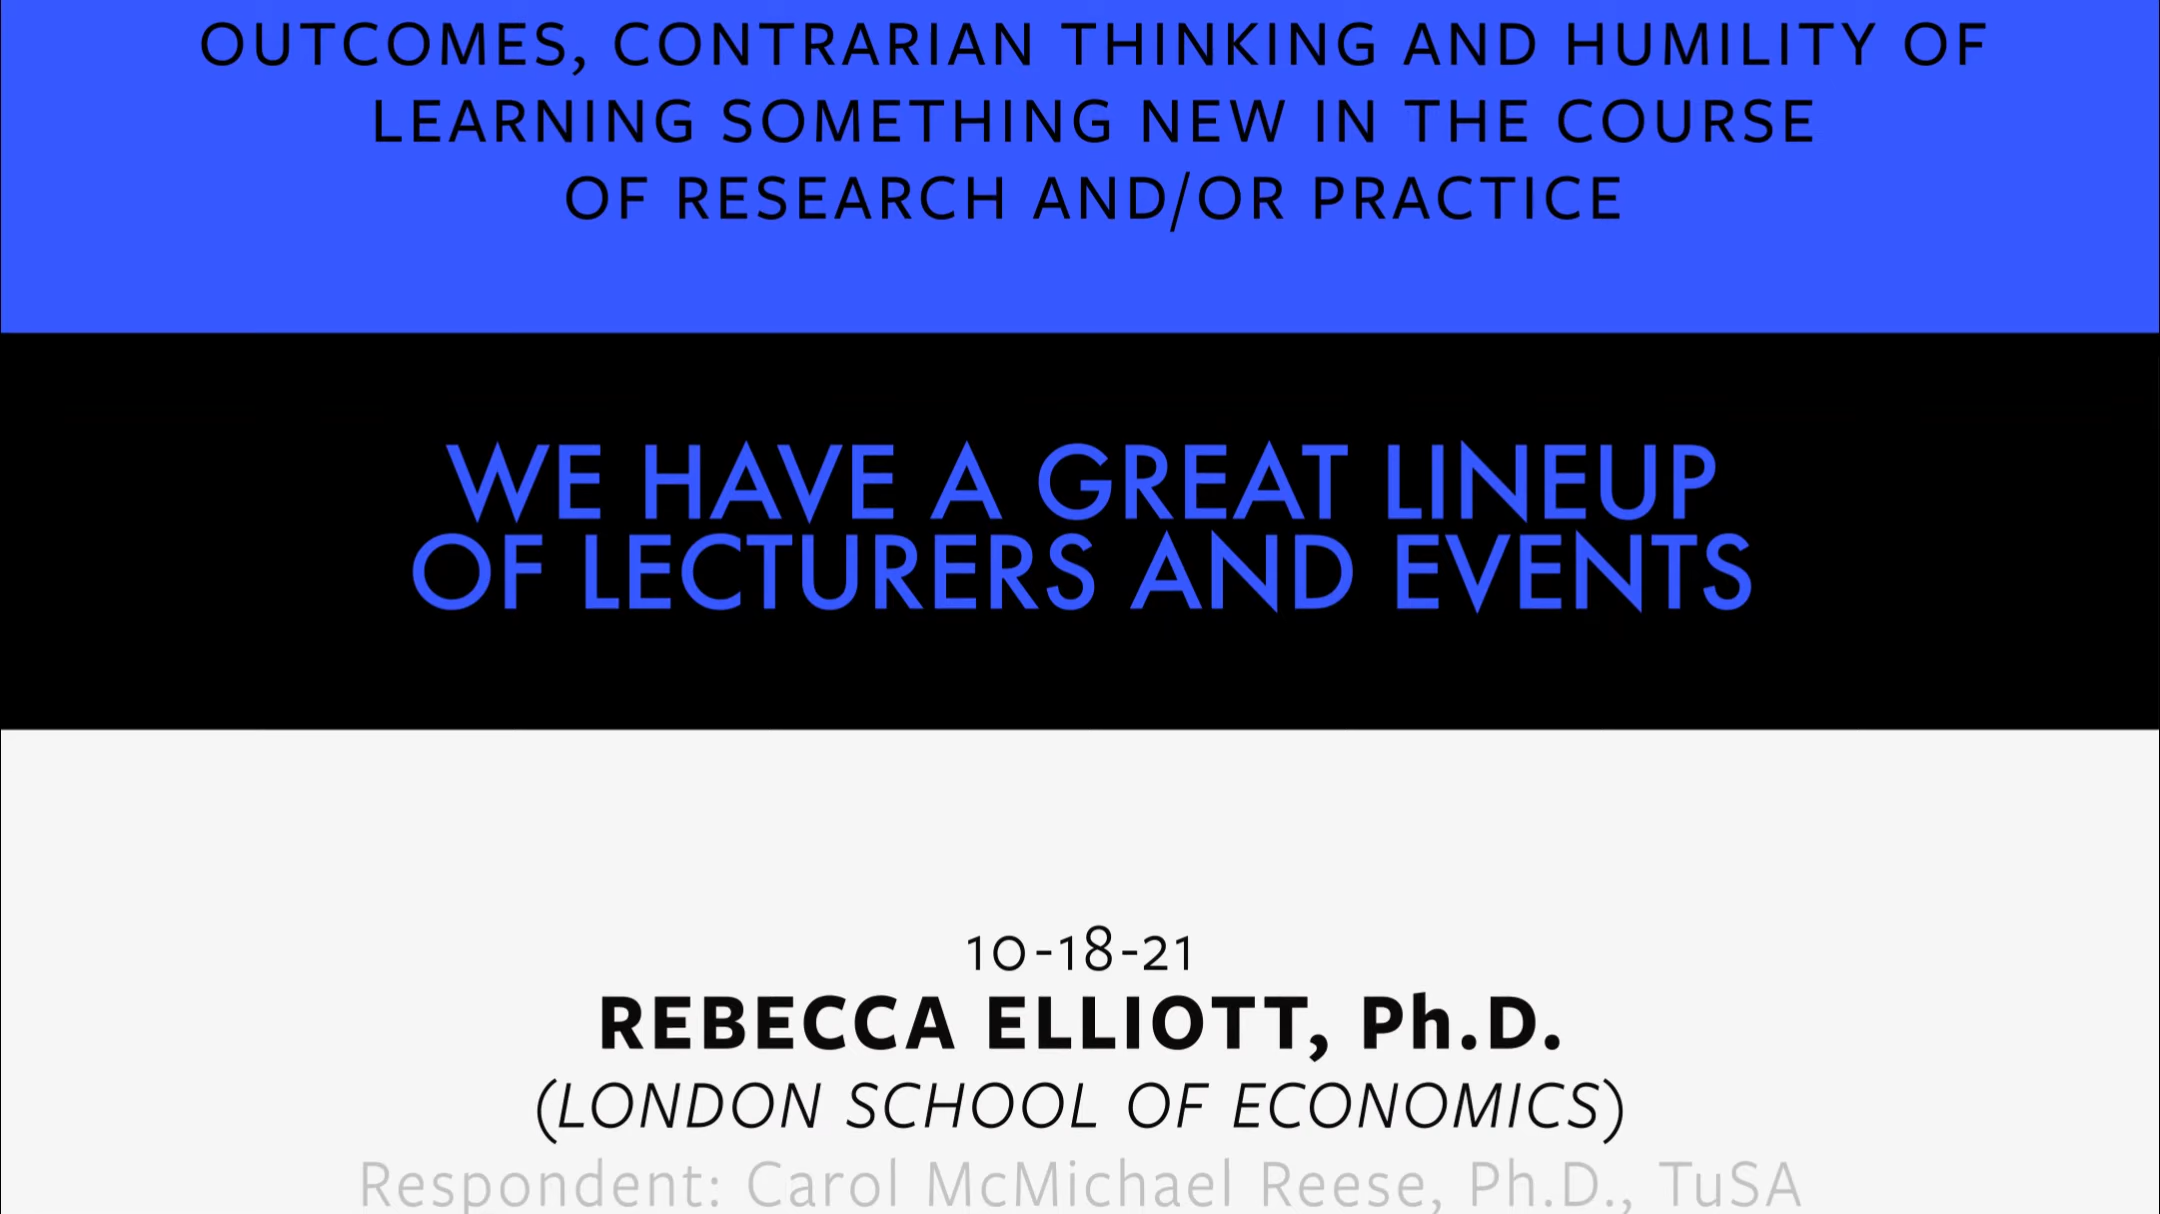 OUTCOMES, CONTRARIAN THINKING AND HUMILITY OF
LEARNING SOMETHING NEW IN THE COURSE
OF RESEARCH AND/OR PRACTICE
WE HAVE A GREAT LINEUP
OF LECTURERS AND EVENTS
10-18-21
REBECCA ELLIOTT, Ph.D.
(LONDON SCHOOL OF ECONOMICS)
Respondent: Carol McMichael Reese, Ph.D., TuSA